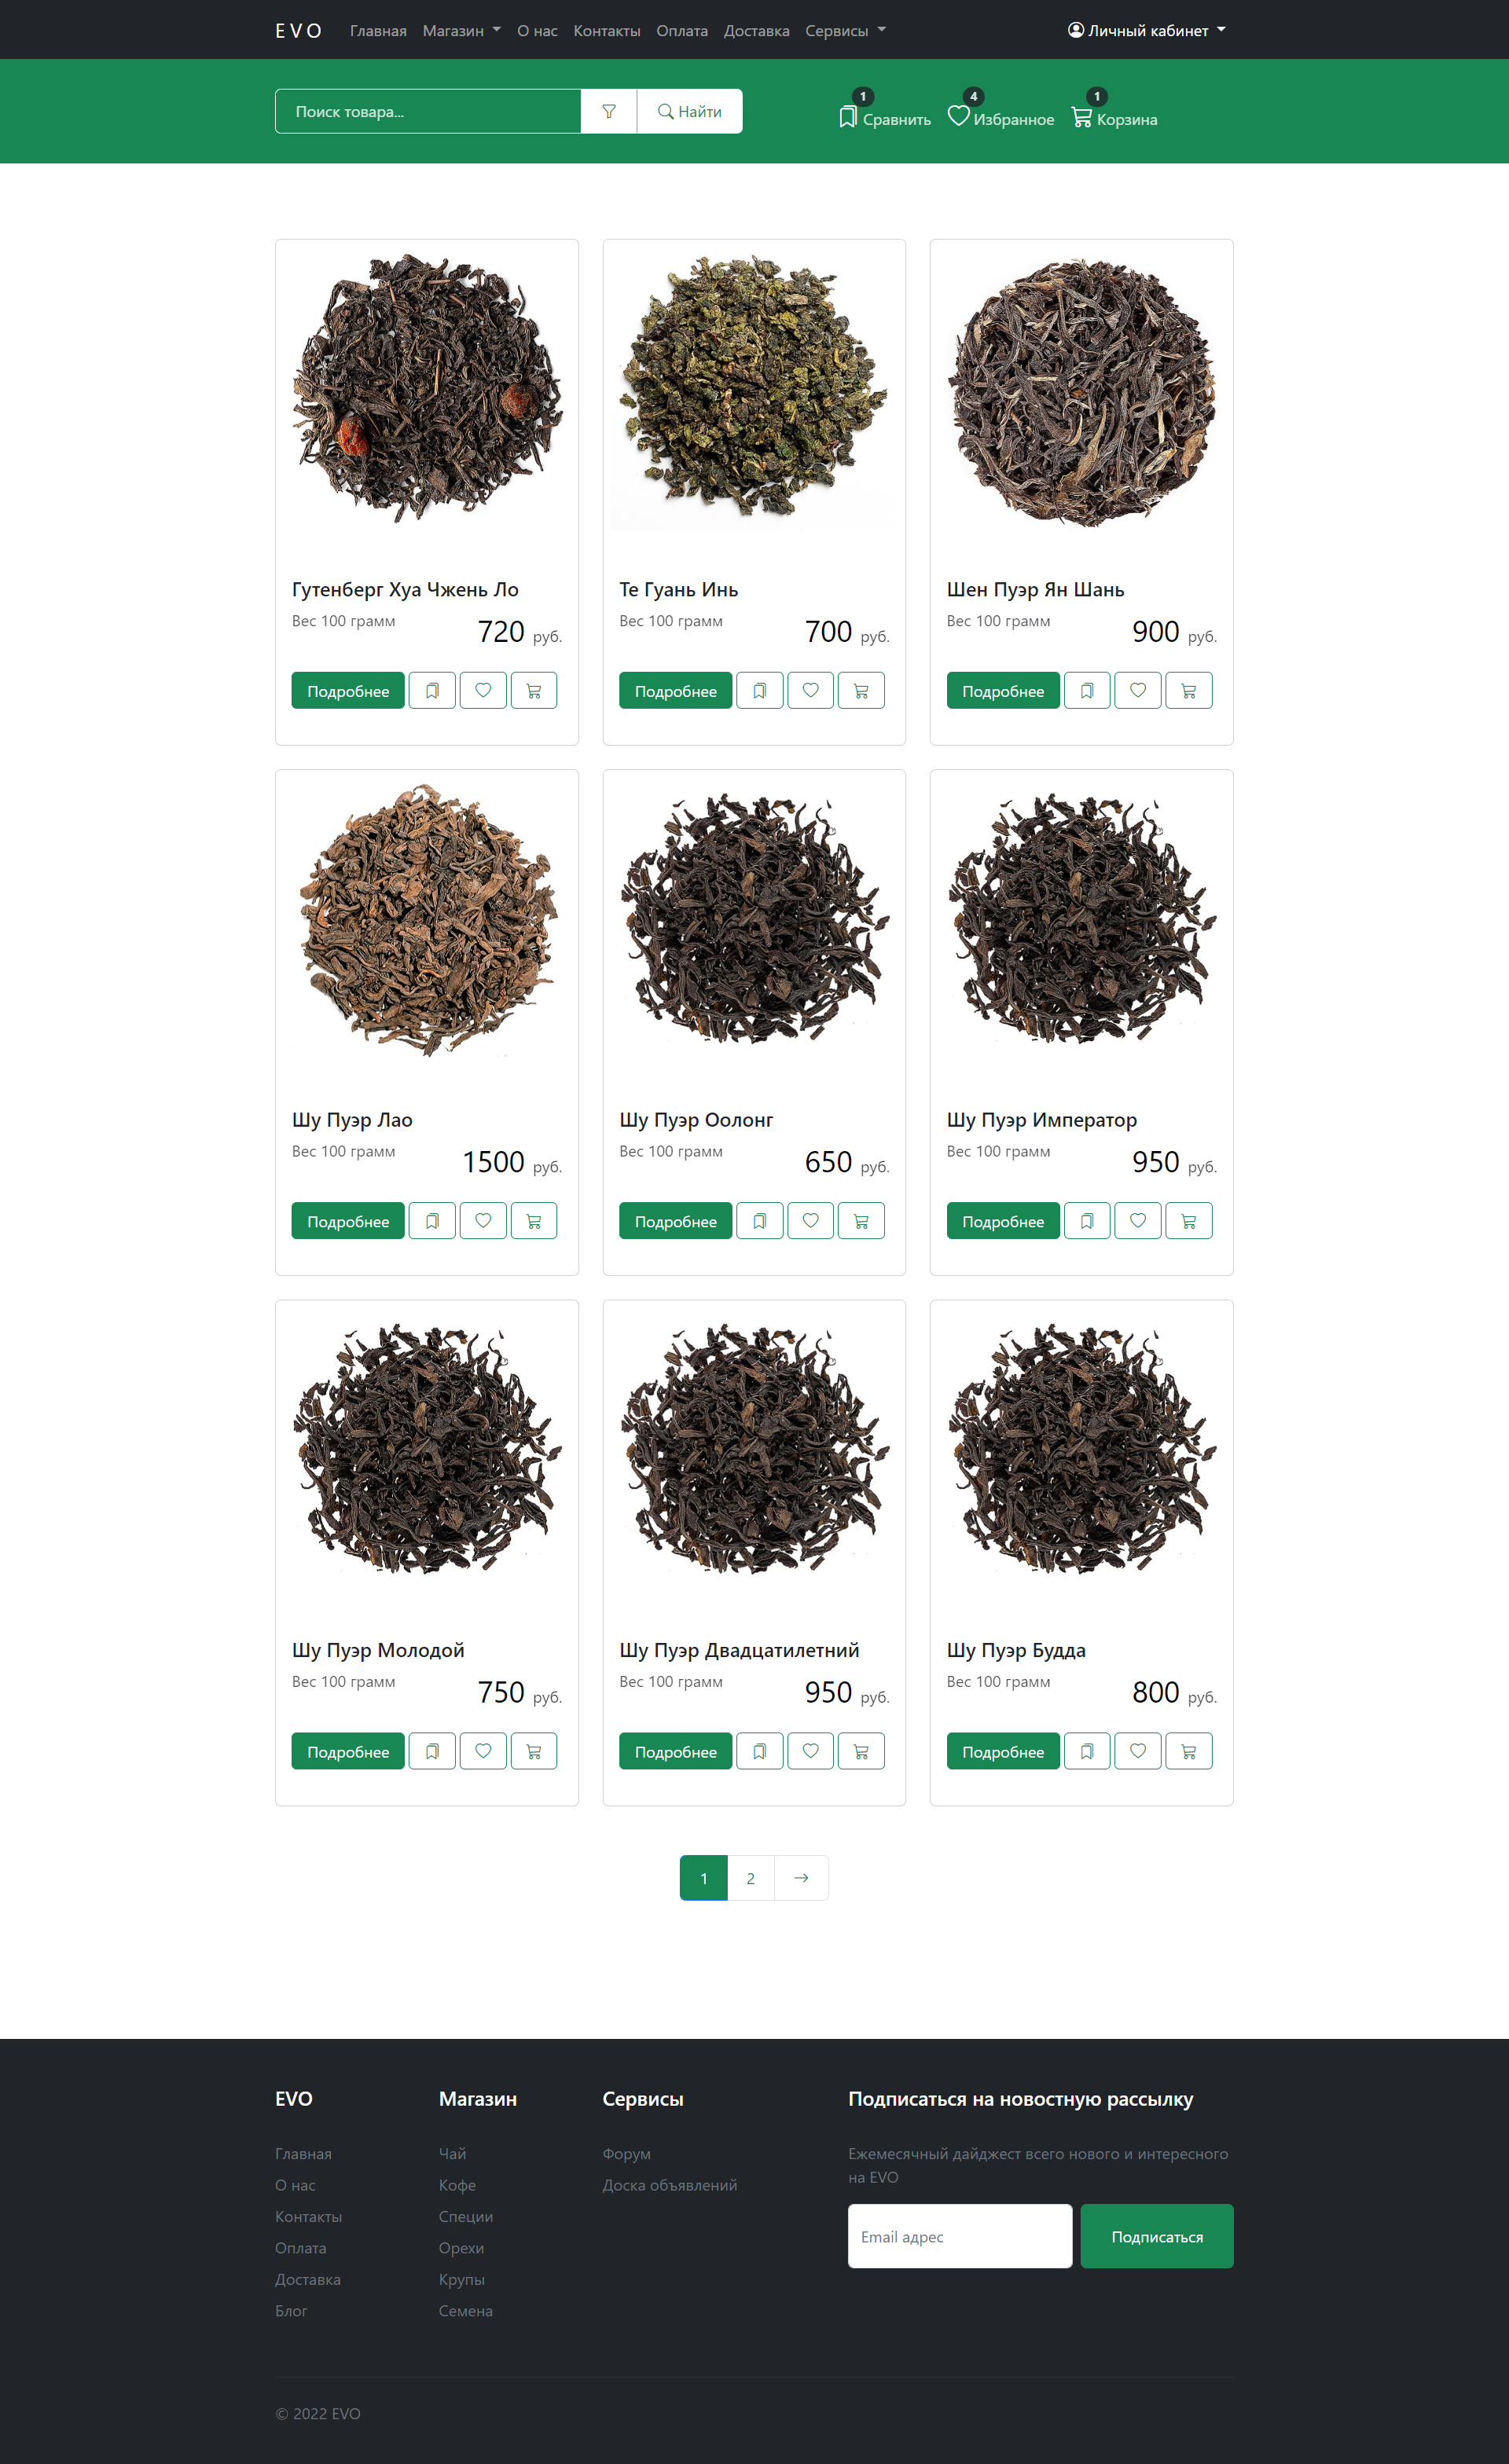 EVO Главная Магазин О нас Контакты Оплата Доставка Сервисы Личный кабинет
1 4 1
Поиск товара... Найти Сравнить Избранное Корзина
Гутенберг Хуа Чжень Ло
Вес 100 грамм
720 руб.
Подробнее
Те Гуань Инь
Вес 100 грамм
700 руб.
Подробнее
Шен Пуэр Ян Шань
Вес 100 грамм
900 руб.
Подробнее
Шу Пуэр Лао
Вес 100 грамм
1500 руб.
Подробнее
Шу Пуэр Оолонг
Вес 100 грамм
650 руб.
Подробнее
Шу Пуэр Император
Вес 100 грамм
950 руб.
Подробнее
Шу Пуэр Молодой
Вес 100 грамм
750 руб.
Подробнее
Шу Пуэр Двадцатилетний
Вес 100 грамм
950 руб.
Подробнее
Шу Пуэр Будда
Вес 100 грамм
800 руб.
Подробнее
1 2 →
EVO
Главная
О нас
Контакты
Оплата
Доставка
Блог
Магазин
Чай
Кофе
Специи
Орехи
Крупы
Семена
Сервисы
Форум
Доска объявлений
Подписаться на новостную рассылку
Ежемесячный дайджест всего нового и интересного
на EVO
Email адрес Подписаться
© 2022 EVO